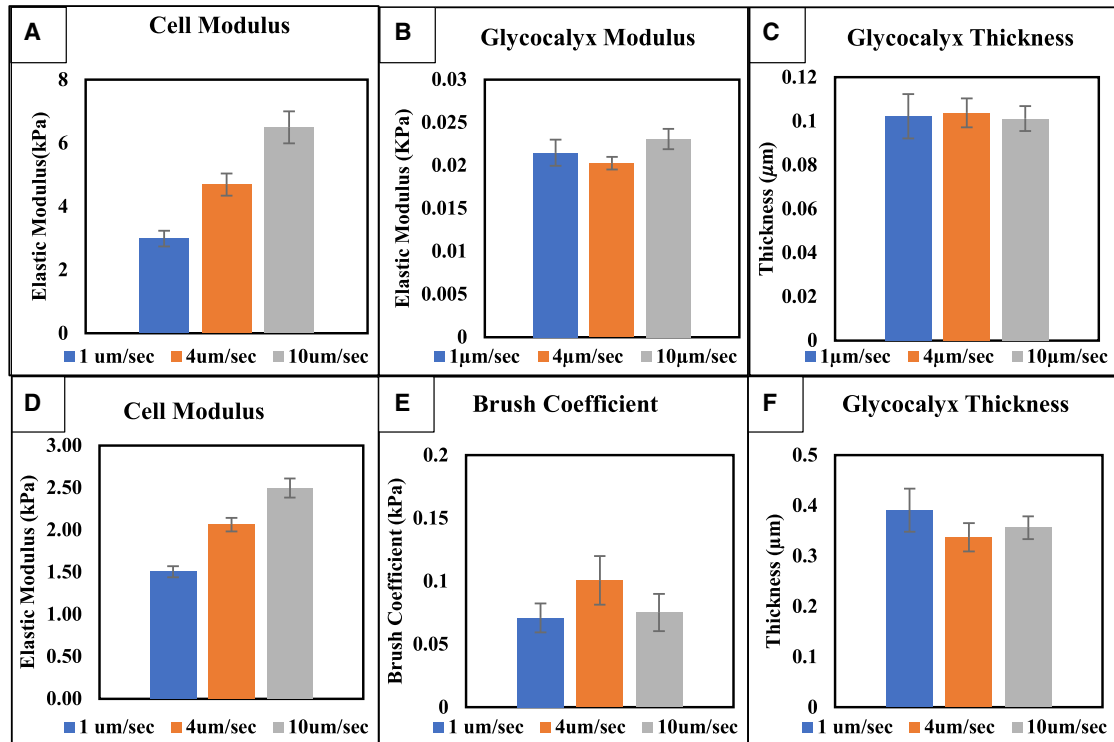 A
Cell Modulus
Elastic Modulus(kPa)
8
6
4
2
0
1 um/sec 4um/sec 10um/sec
B
Glycocalyx Modulus
Elastic Modulus (KPa)
0.03
0.025
0.02
0.015
0.01
0.005
0
1µm/sec 4µm/sec 10µm/sec
C
Glycocalyx Thickness
Thickness (µm)
0.12
0.1
0.08
0.06
0.04
0.02
0
1µm/sec 4µm/sec 10µm/sec
D
Cell Modulus
Elastic Modulus (kPa)
3.00
2.50
2.00
1.50
1.00
0.50
0.00
1 um/sec 4um/sec 10um/sec
E
Brush Coefficient
Brush Coefficient (kPa)
0.2
0.15
0.1
0.05
0
1 um/sec 4um/sec 10um/sec
F
Glycocalyx Thickness
Thickness (µm)
0.5
0.4
0.3
0.2
0.1
0
1 um/sec 4um/sec 10um/sec